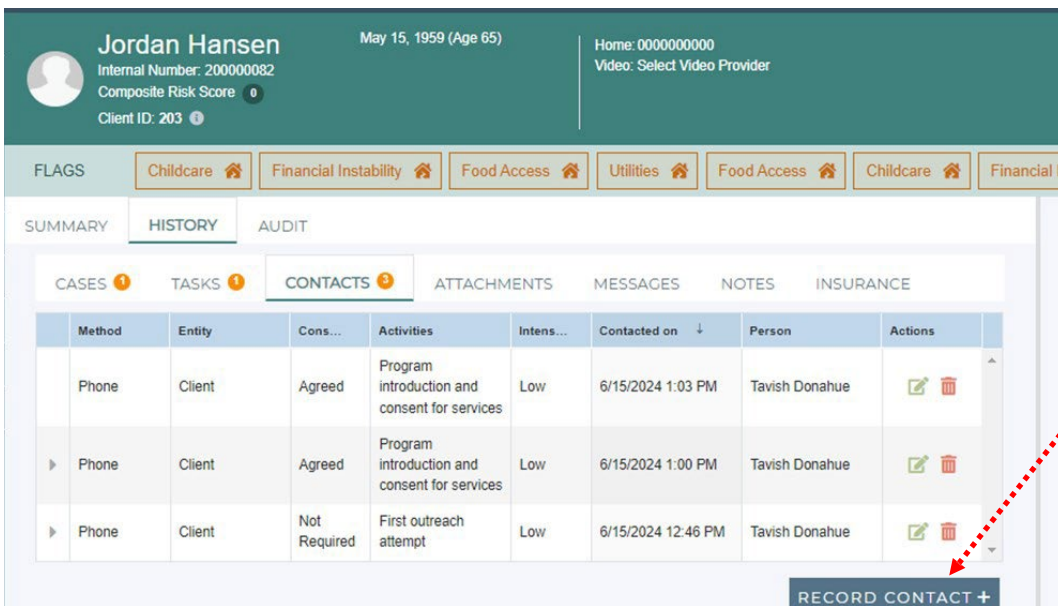 Jordan Hansen
Internal Number: 200000082
Composite Risk Score 0
Client ID: 203
May 15, 1959 (Age 65)
Home: 0000000000
Video: Select Video Provider
FLAGS Childcare Financial Instability Food Access Utilities Food Access Childcare Financial
SUMMARY HISTORY AUDIT
CASES 1 TASKS 1 CONTACTS 3 ATTACHMENTS MESSAGES NOTES INSURANCE
Method Entity Cons... Activities Intens... Contacted on ↓ Person Actions
Phone Client Agreed Program introduction and consent for services Low 6/15/2024 1:03 PM Tavish Donahue
Phone Client Agreed Program introduction and consent for services Low 6/15/2024 1:00 PM Tavish Donahue
Phone Client Not Required First outreach attempt Low 6/15/2024 12:46 PM Tavish Donahue
RECORD CONTACT +